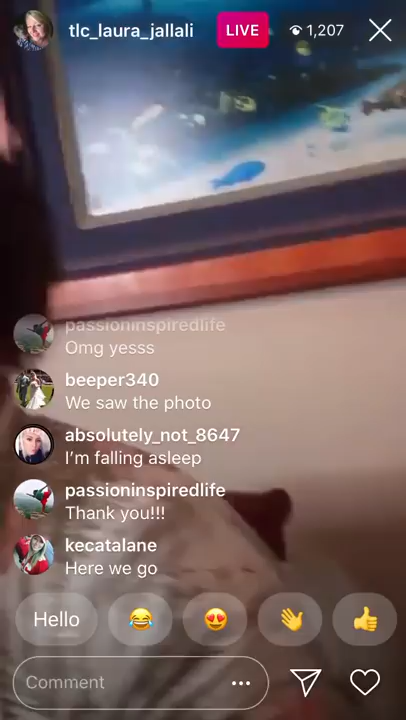 tlc_laura_jallali
LIVE
1,207
passioninspiredlife
Omg yesss
beeper340
We saw the photo
absolutely_not_8647
I'm falling asleep
passioninspiredlife
Thank you!!!
kecatalane
Here we go
Hello
Comment